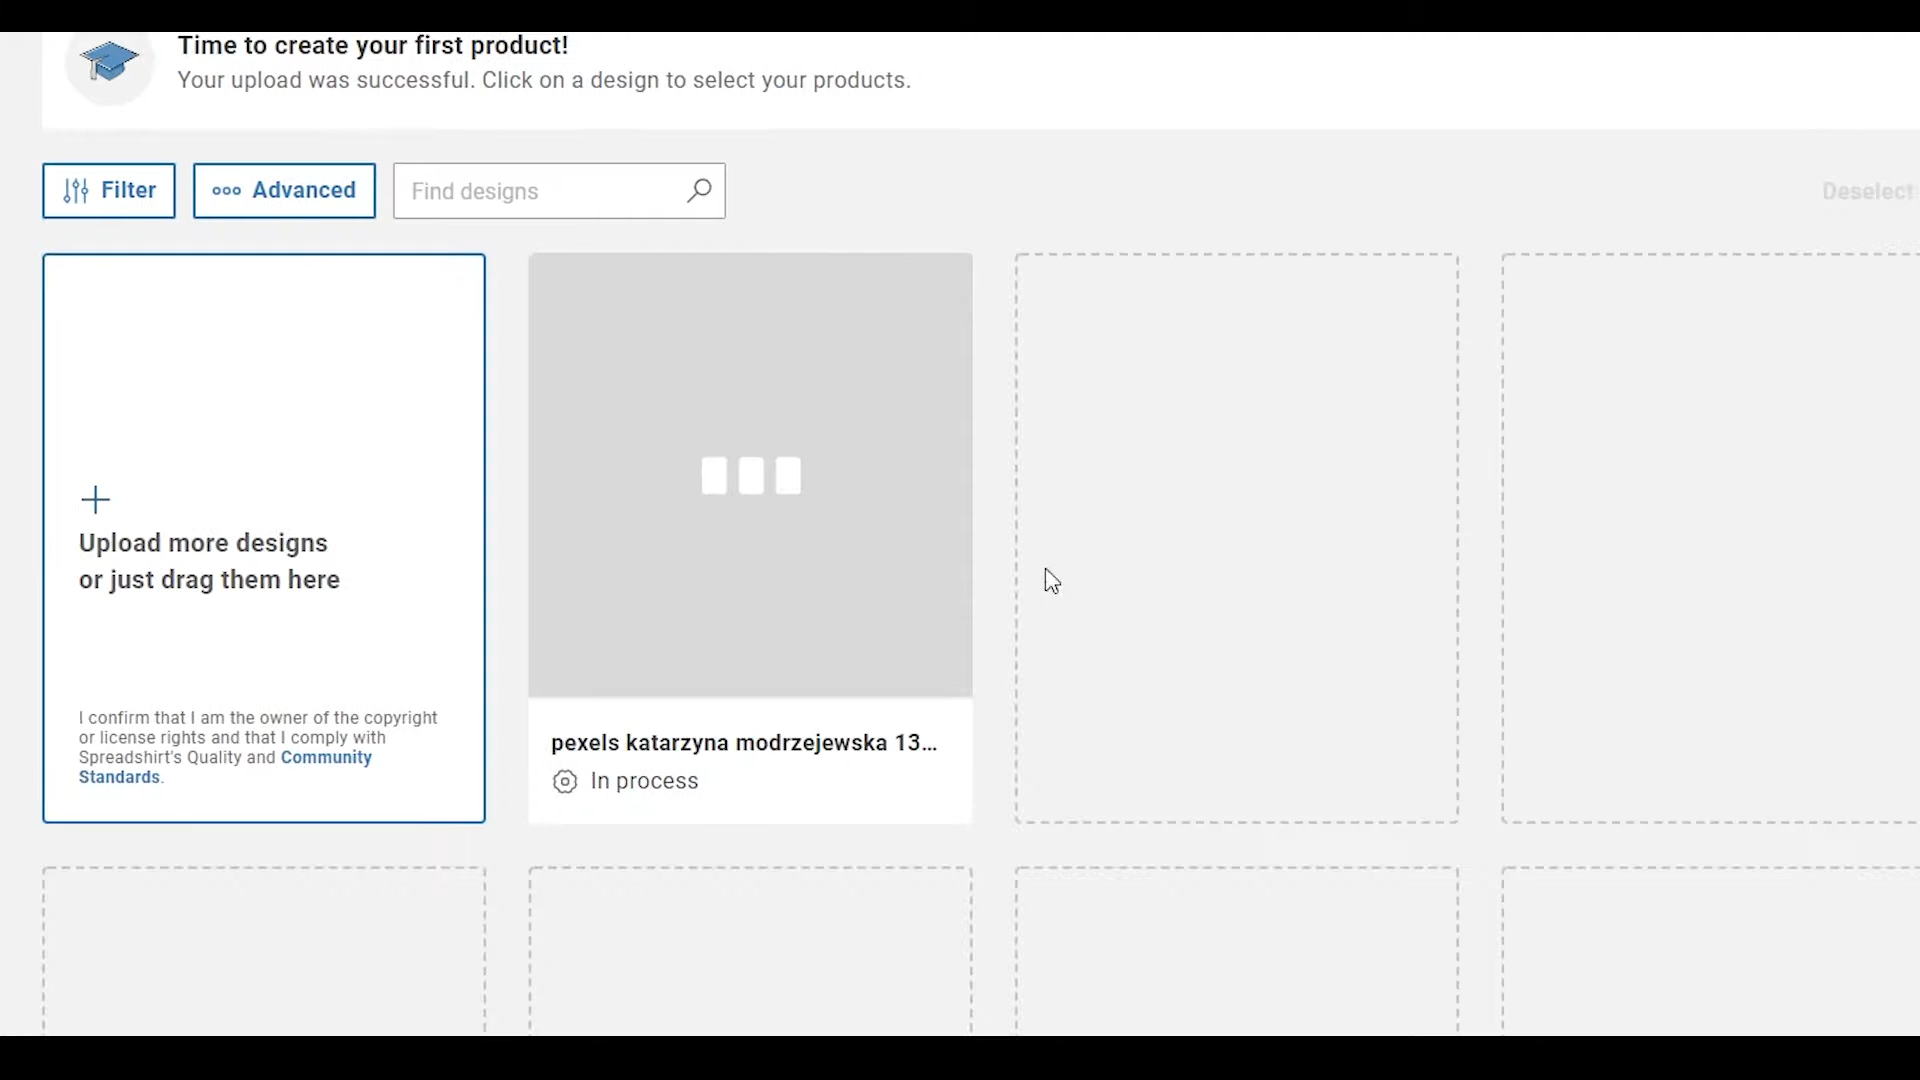 Time to create your first product!
Your upload was successful. Click on a design to select your products.
Filter
Advanced
Find designs
Deselect
Upload more designs
or just drag them here
I confirm that I am the owner of the copyright
or license rights and that I comply with
Spreadshirt's Quality and Community
Standards.
pexels katarzyna modrzejewska 13...
In process